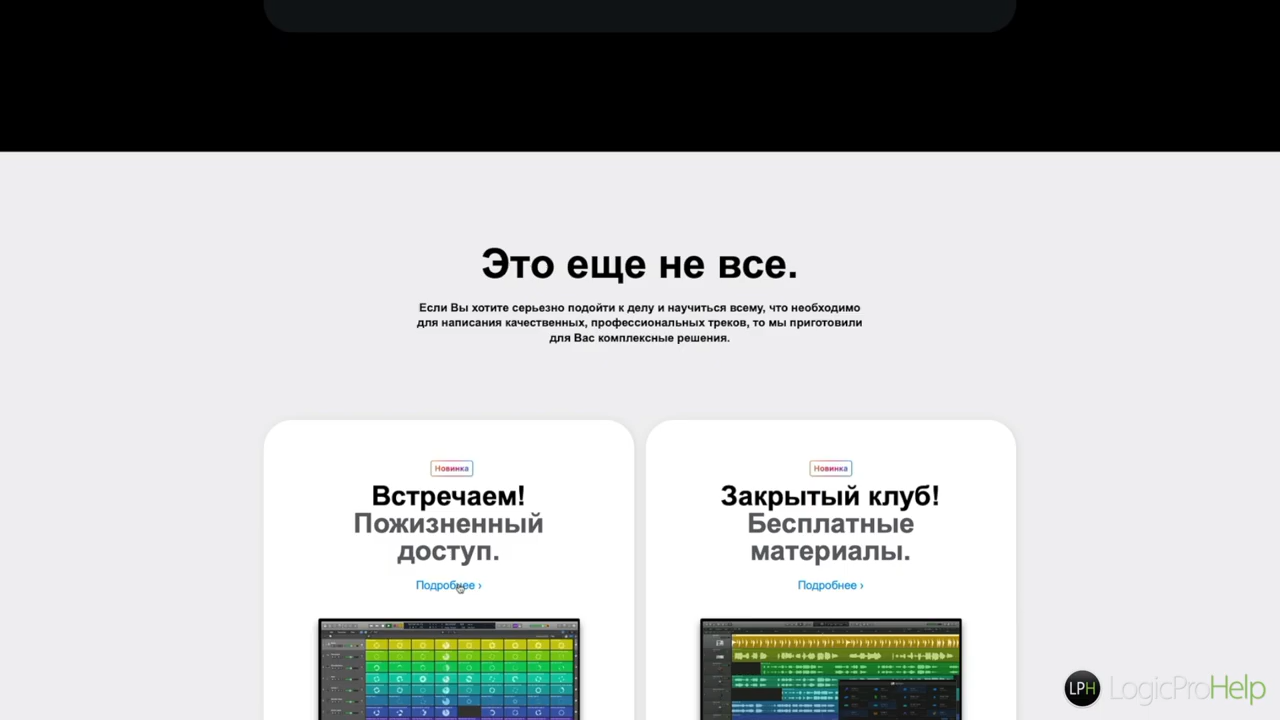 Это еще не все.
Если Вы хотите серьезно подойти к делу и научиться всему, что необходимо
для написания качественных, профессиональных треков, то мы приготовили
для Вас комплексные решения.
Новинка
Встречаем!
Пожизненный
доступ.
Подробнее ›
Новинка
Закрытый клуб!
Бесплатные
материалы.
Подробнее ›
LPH LogicProHelp